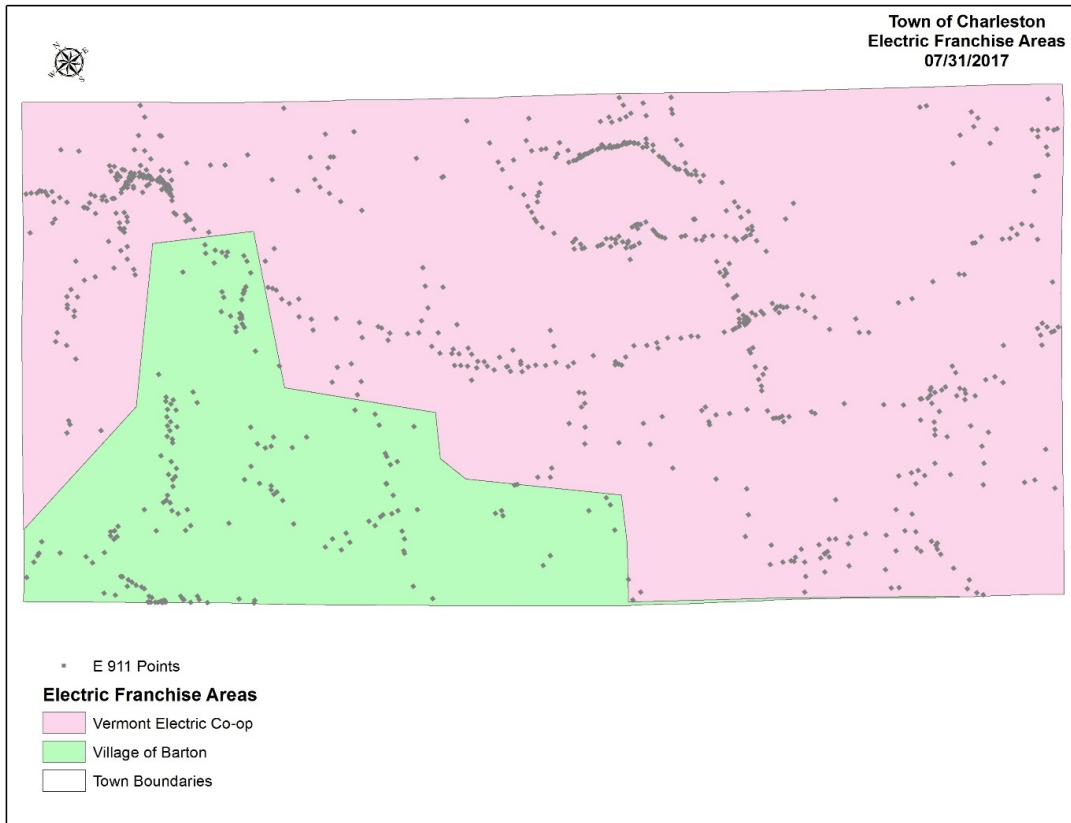 Town of Charleston
Electric Franchise Areas
07/31/2017
N
E
W
S
E 911 Points
Electric Franchise Areas
Vermont Electric Co-op
Village of Barton
Town Boundaries